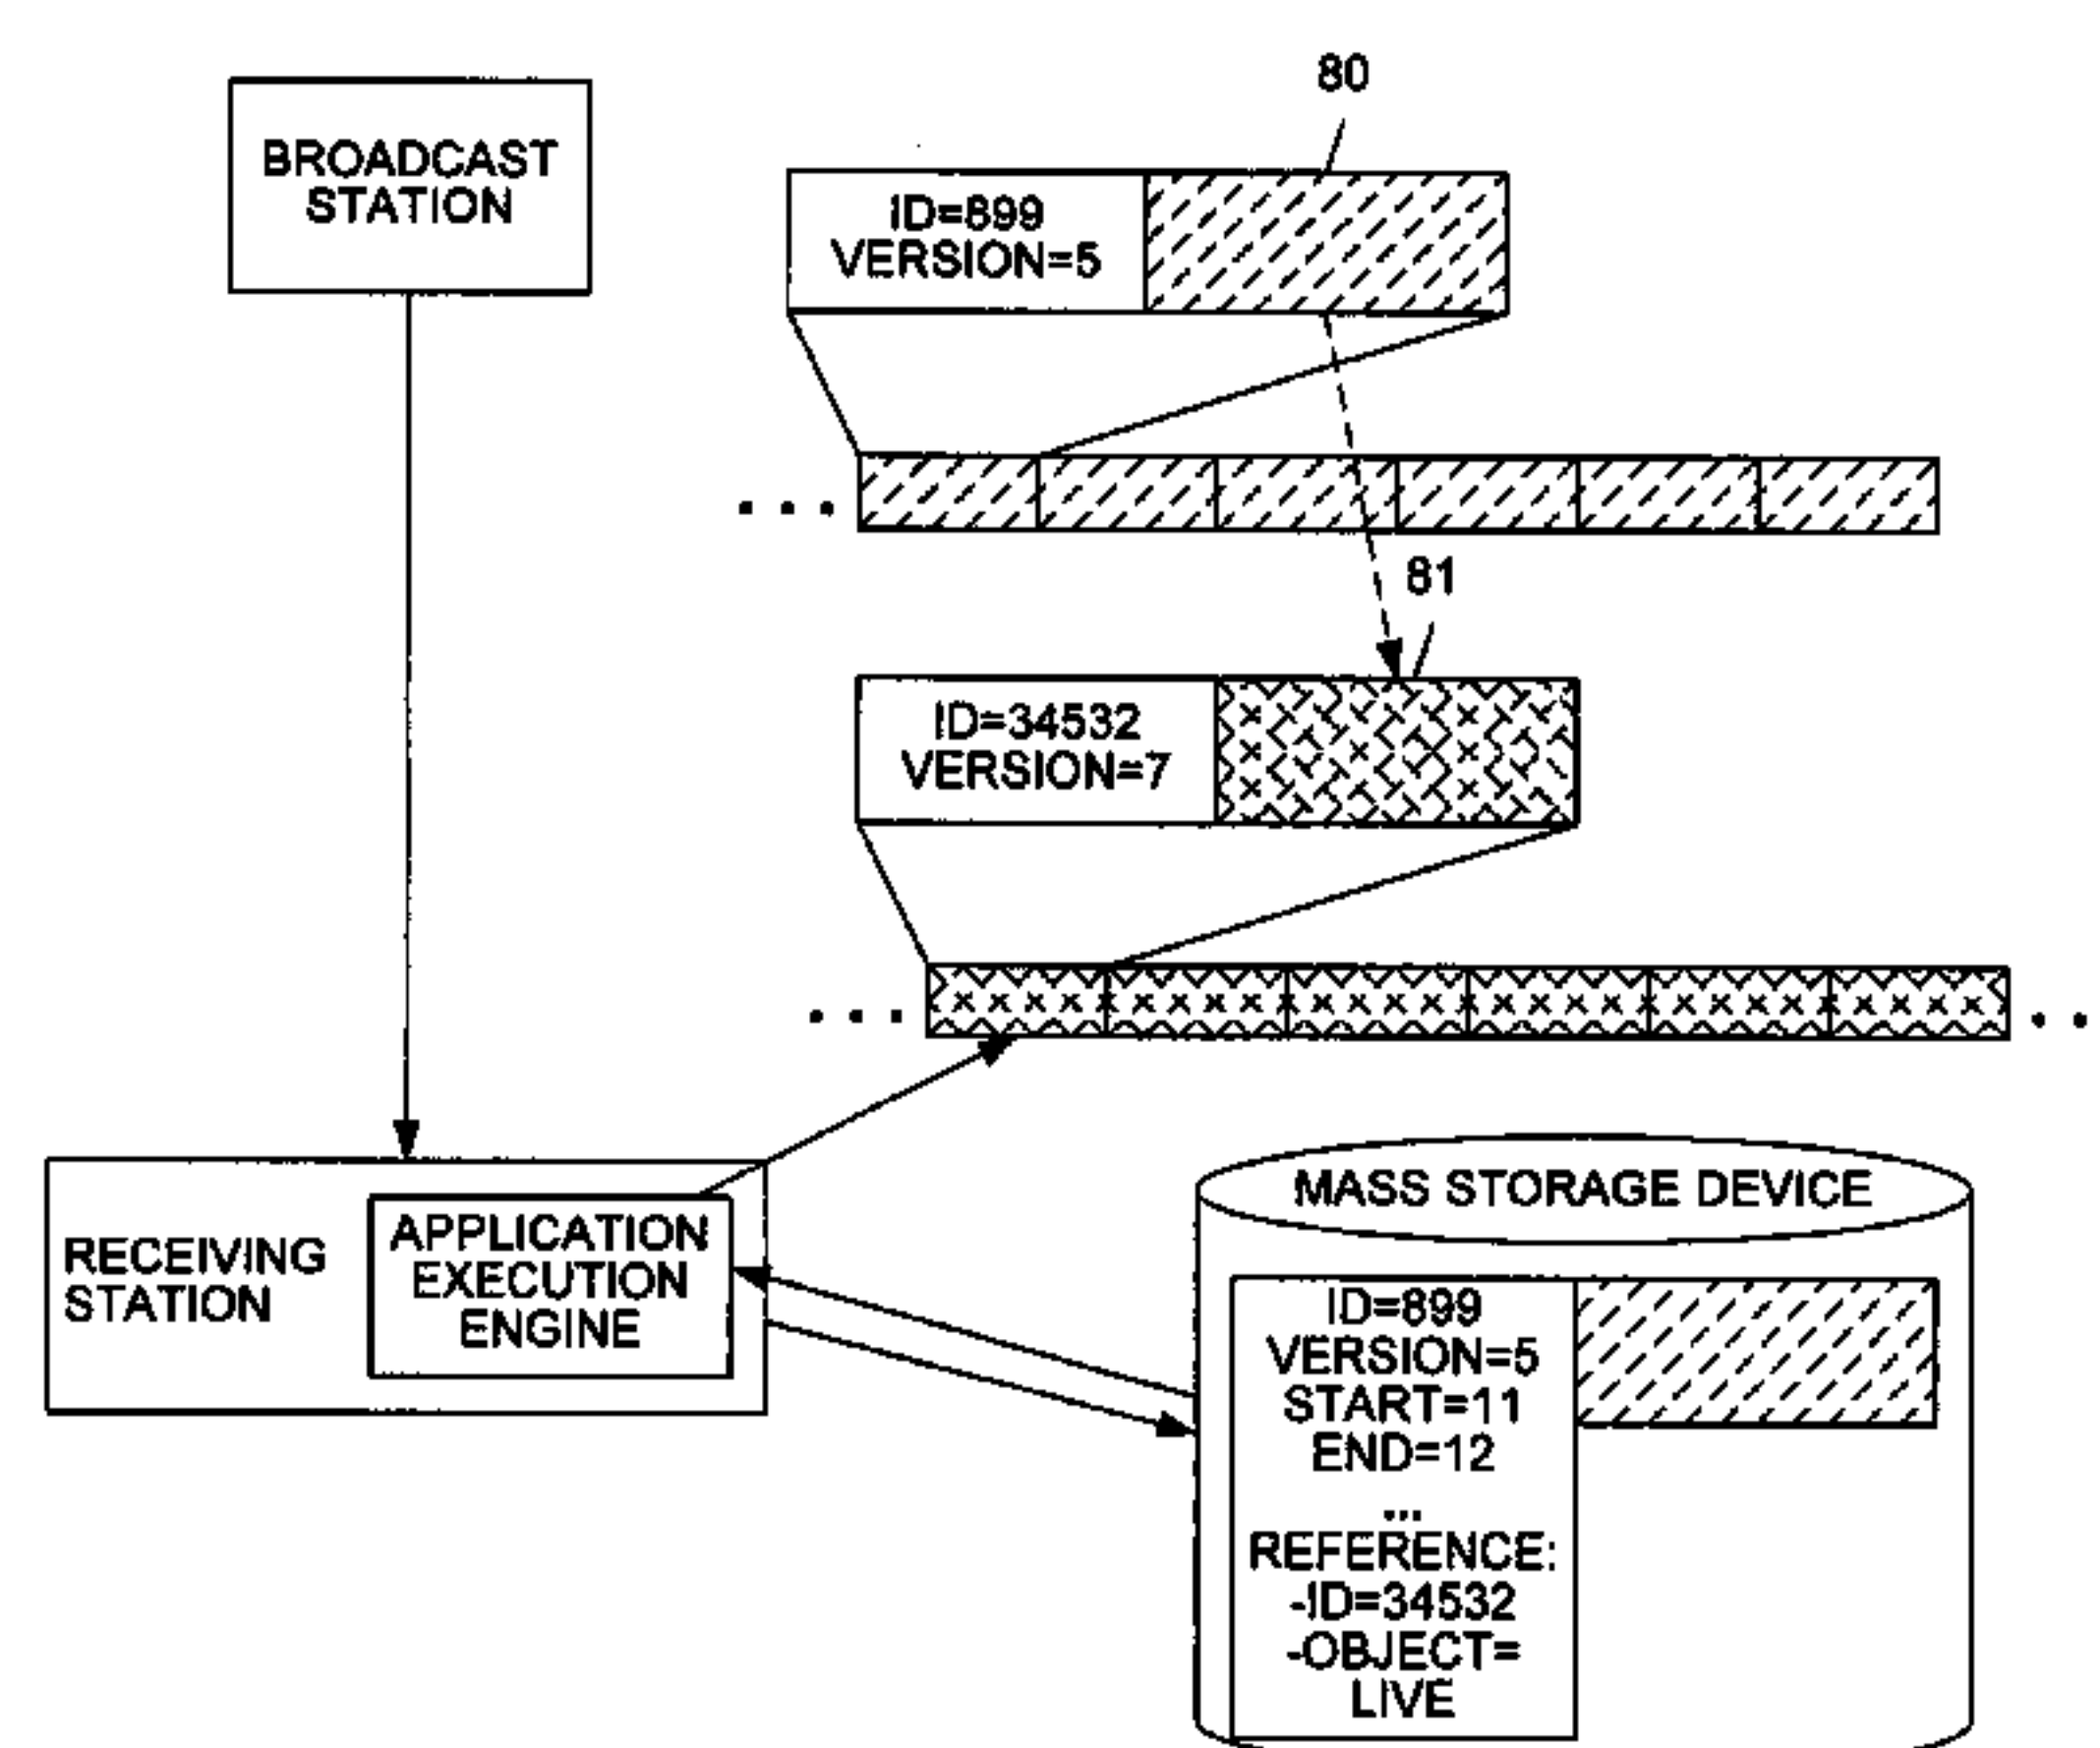 80
BROADCAST
STATION
ID=899
VERSION=5
. . .
81
ID=34532
VERSION=7
. . .
. .
MASS STORAGE DEVICE
RECEIVING
STATION
APPLICATION
EXECUTION
ENGINE
ID=899
VERSION=5
START=11
END=12
...
REFERENCE:
-ID=34532
-OBJECT=
LIVE